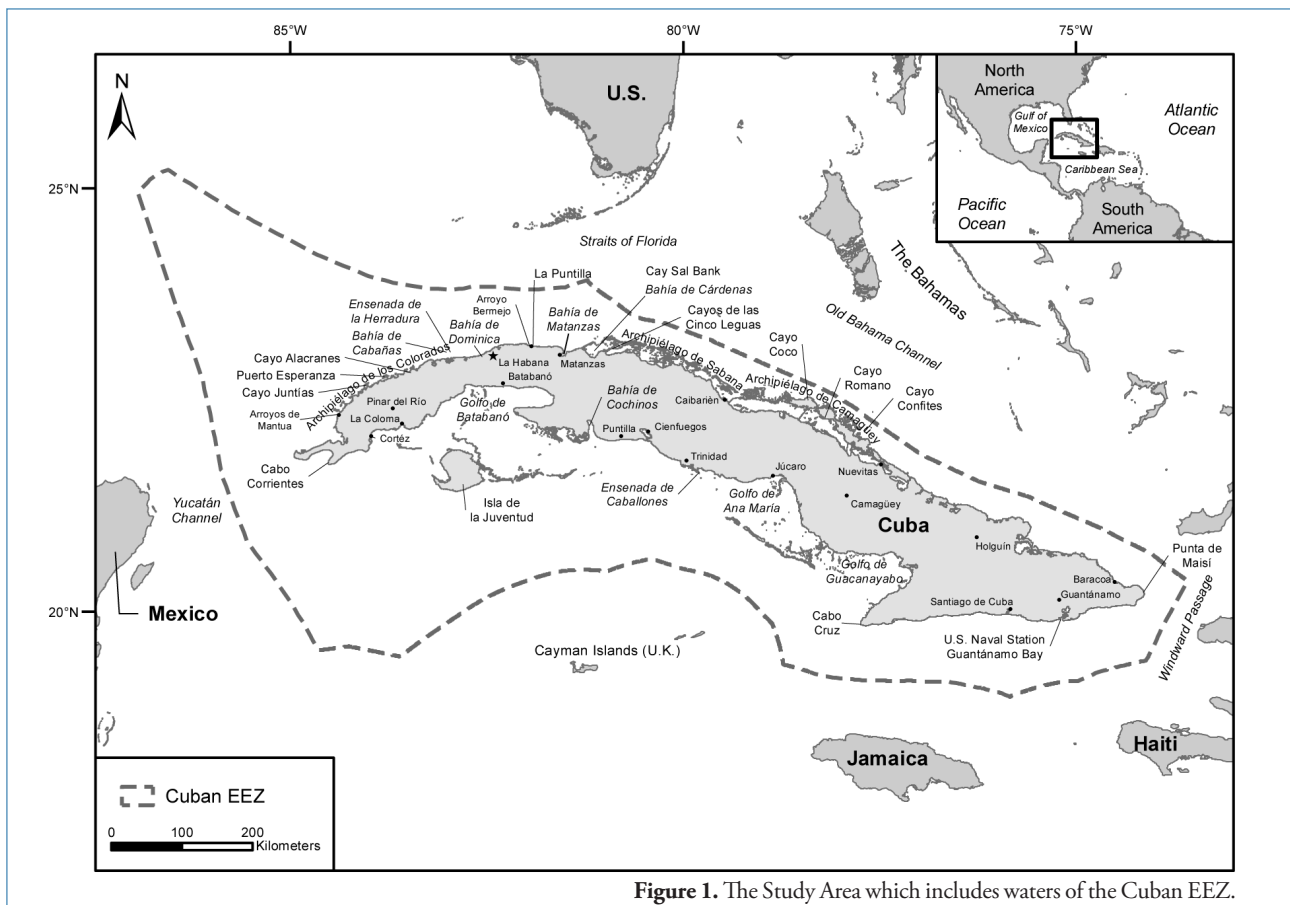 85°W
80°W
75°W
N
25°N
20°N
U.S.
North
America
Gulf of
Mexico
Atlantic
Ocean
Caribbean Sea
Pacific
Ocean
South
America
Straits of Florida
The Bahamas
Old Bahama Channel
La Puntilla
Cay Sal Bank
Bahía de Cárdenas
Arroyo
Bermejo
Bahía de
Matanzas
Cayos de las
Cinco Leguas
Ensenada de
la Herradura
Bahía de
Cabañas
Bahía de
Dominica
Cayo Alacranes
Puerto Esperanza
Cayo Juntías
Archipiélago de los Colorados
Archipiélago de Sabana
Archipiélago de Camagüey
Cayo
Coco
Cayo
Romano
Cayo
Confites
La Habana
Matanzas
Batabanó
Arroyos de
Mantua
Pinar del Río
La Coloma
Cortéz
Golfo de
Batabanó
Bahía de
Cochinos
Caibarièn
Puntilla
Cienfuegos
Trinidad
Júcaro
Nuevitas
Cabo
Corrientes
Yucatán
Channel
Isla de
la Juventud
Ensenada de
Caballones
Golfo de
Ana María
Camagüey
Cuba
Holguín
Punta de
Maisí
Golfo de
Guacanayabo
Baracoa
Guantánamo
Santiago de Cuba
Cabo
Cruz
U.S. Naval Station
Guantánamo Bay
Windward Passage
Mexico
Cayman Islands (U.K.)
Jamaica
Haiti
Cuban EEZ
0 100 200
Kilometers
Figure 1. The Study Area which includes waters of the Cuban EEZ.